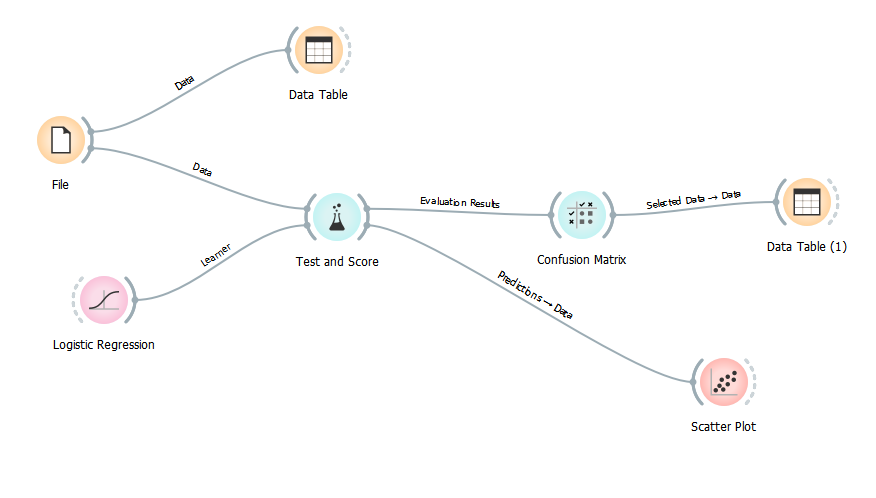 Data
Data Table
File
Data
Selected Data → Data
Evaluation Results
Data Table (1)
Learner
Test and Score
Confusion Matrix
Predictions → Data
Logistic Regression
Scatter Plot